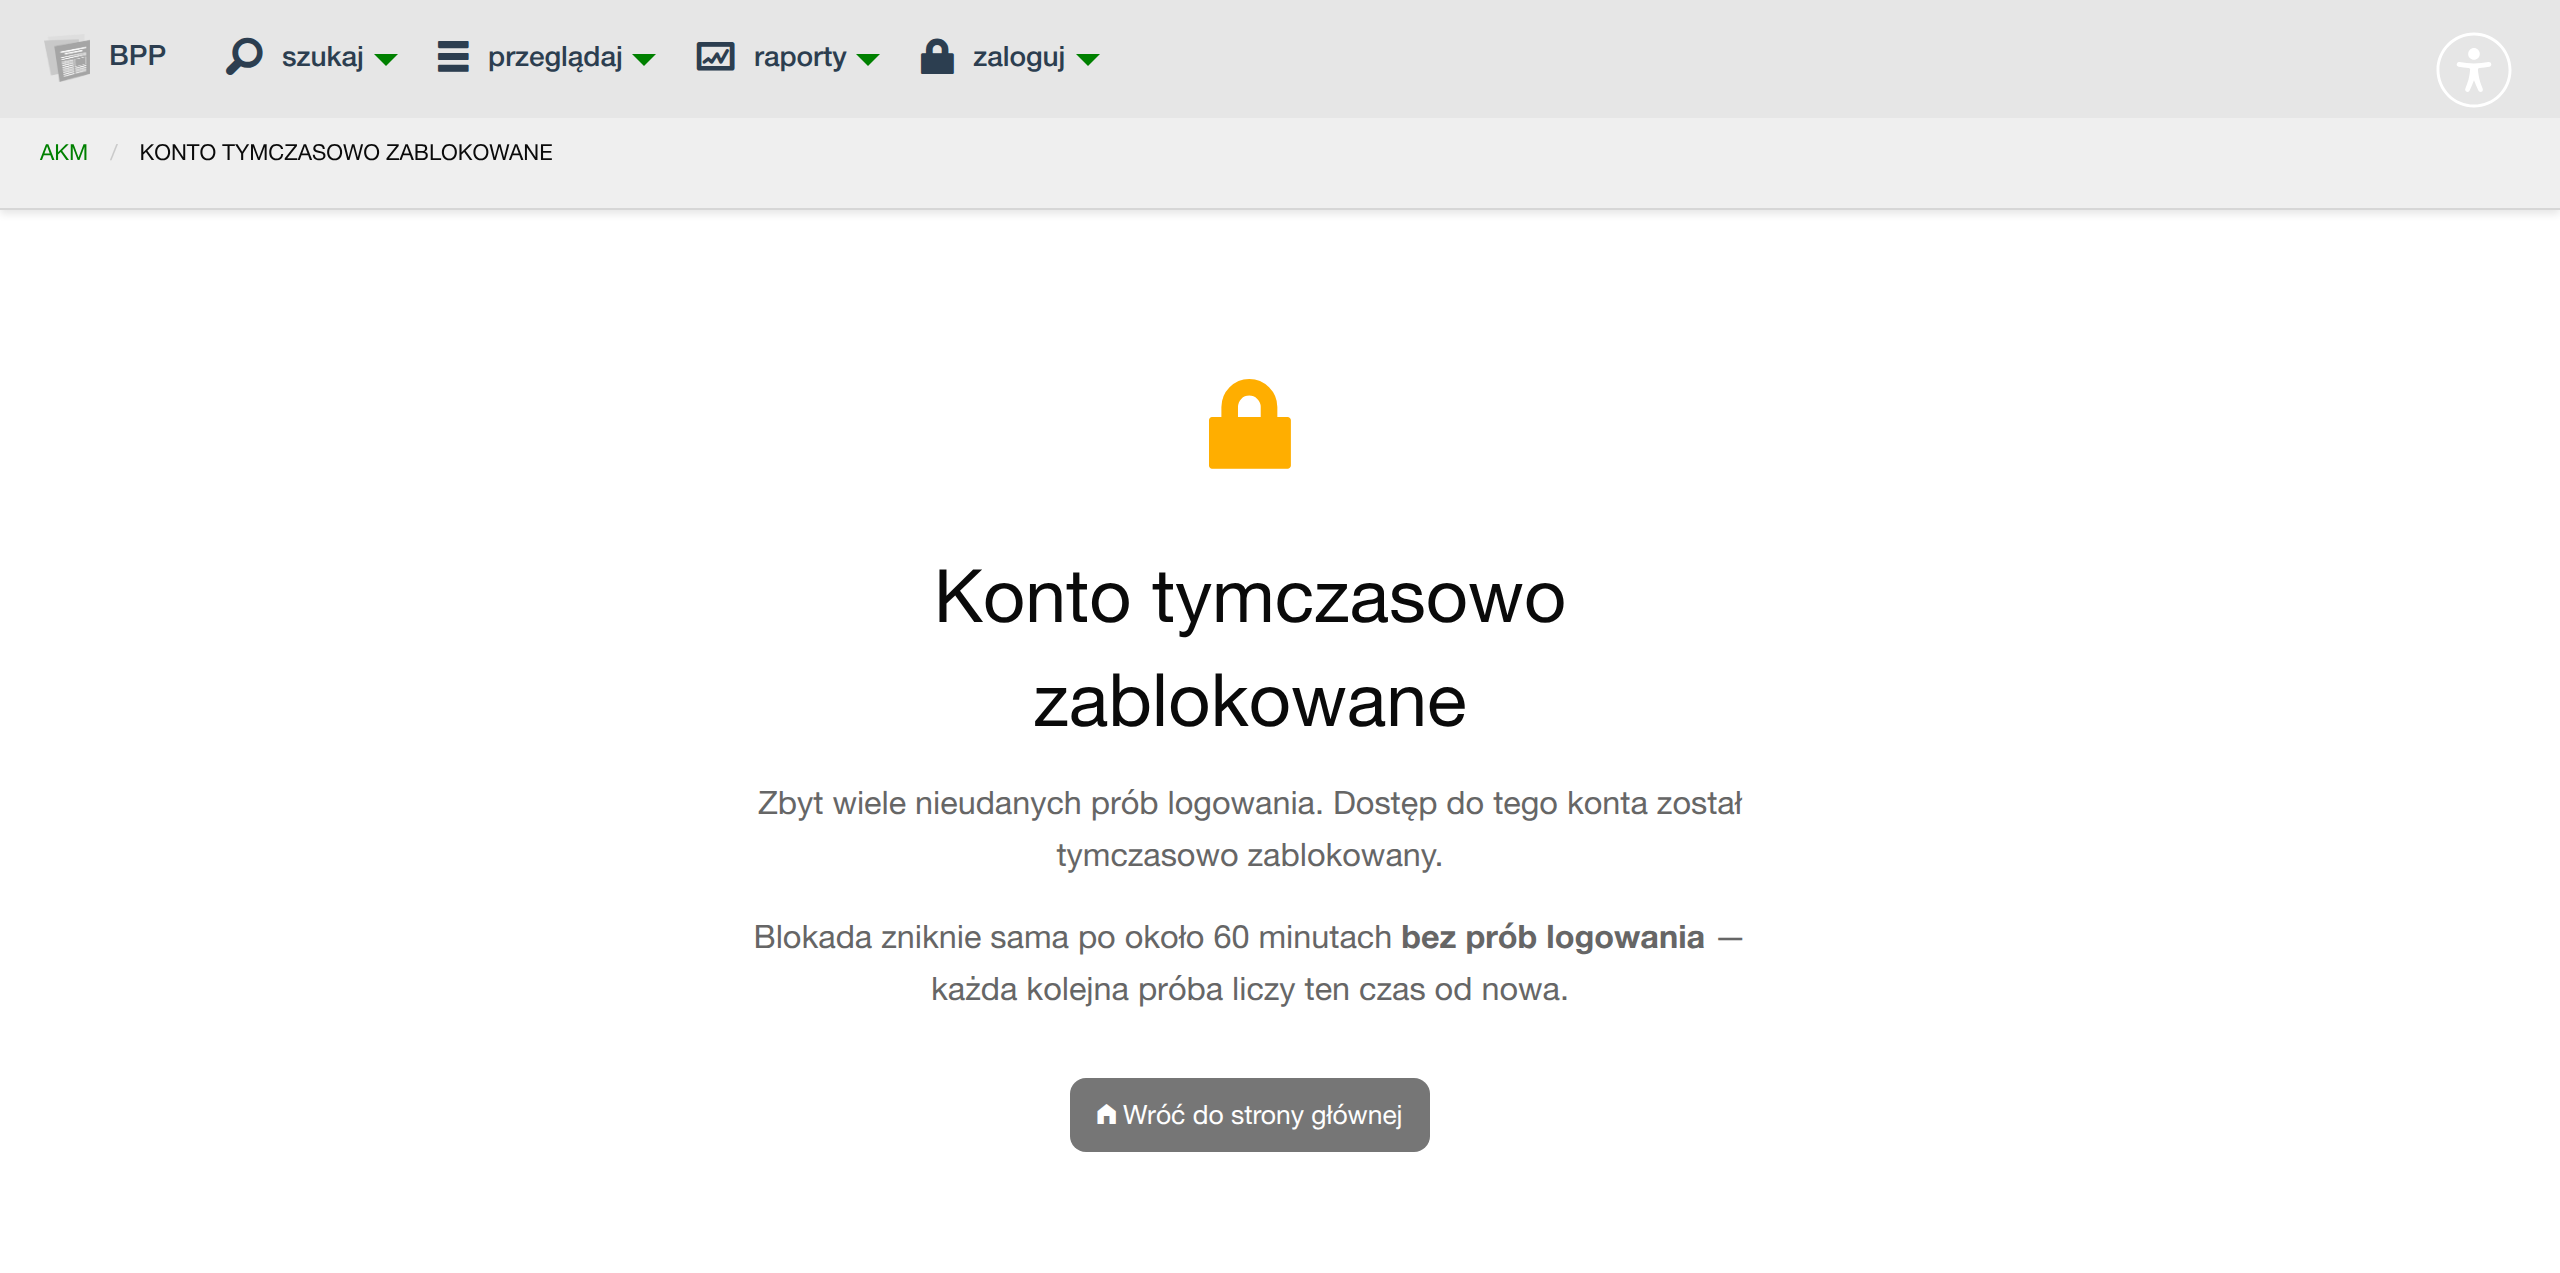 BPP szukaj przeglądaj raporty zaloguj
AKM / KONTO TYMCZASOWO ZABLOKOWANE
Konto tymczasowo
zablokowane
Zbyt wiele nieudanych prób logowania. Dostęp do tego konta został
tymczasowo zablokowany.
Blokada zniknie sama po około 60 minutach bez prób logowania —
każda kolejna próba liczy ten czas od nowa.
Wróć do strony głównej